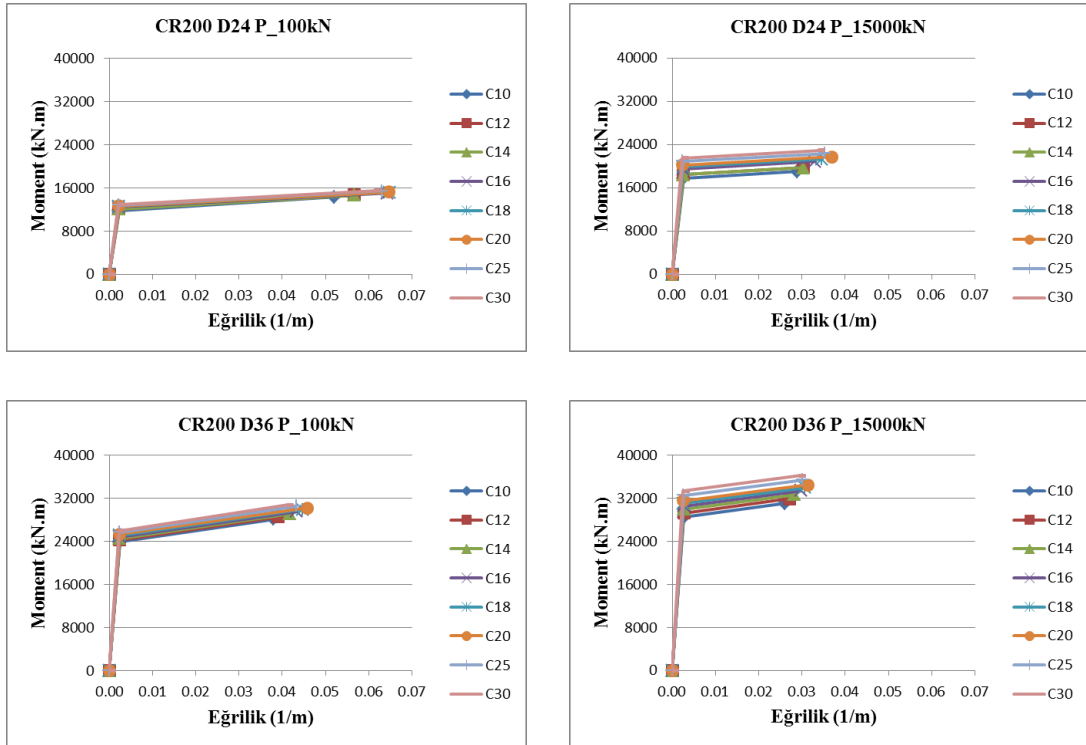 CR200 D24 P_100kN
40000
32000
24000
16000
8000
0
0.00 0.01 0.02 0.03 0.04 0.05 0.06 0.07
Moment (kN.m)
Eğrilik (1/m)
C10
C12
C14
C16
C18
C20
C25
C30
CR200 D24 P_15000kN
40000
32000
24000
16000
8000
0
0.00 0.01 0.02 0.03 0.04 0.05 0.06 0.07
Moment (kN.m)
Eğrilik (1/m)
C10
C12
C14
C16
C18
C20
C25
C30
CR200 D36 P_100kN
40000
32000
24000
16000
8000
0
0.00 0.01 0.02 0.03 0.04 0.05 0.06 0.07
Moment (kN.m)
Eğrilik (1/m)
C10
C12
C14
C16
C18
C20
C25
C30
CR200 D36 P_15000kN
40000
32000
24000
16000
8000
0
0.00 0.01 0.02 0.03 0.04 0.05 0.06 0.07
Moment (kN.m)
Eğrilik (1/m)
C10
C12
C14
C16
C18
C20
C25
C30